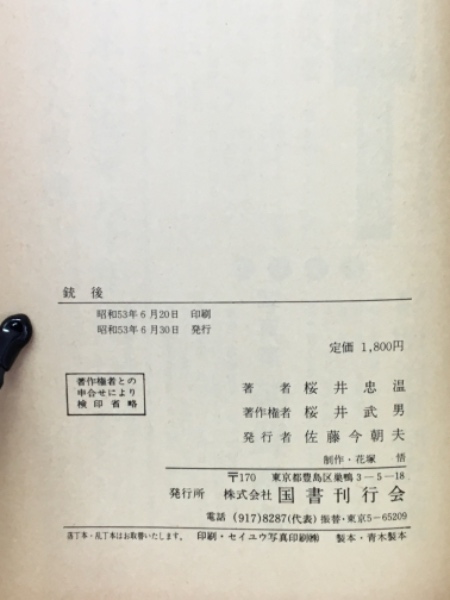 銃後
昭和53年6月20日 印刷
昭和53年6月30日 発行
定価 1,800円
著作権者との
申合せにより
検印省略
著者 桜井忠温
著作権者 桜井武男
発行者 佐藤今朝夫
制作・花塚 悟
〒170 東京都豊島区巣鴨3-5-18
発行所 株式会社 国書刊行会
電話 (917)8287(代表) 振替・東京5-65209
落丁本・乱丁本はお取替いたします。 印刷・セイユウ写真印刷㈱ 製本・青木製本